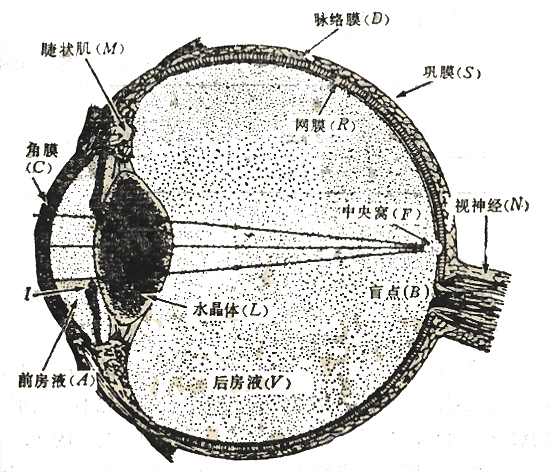 脉络膜(D)
睫状肌(M)
巩膜(S)
网膜(R)
角膜
(C)
中央窝(F)
视神经(N)
盲点(B)
I
水晶体(L)
前房液(A)
后房液(V)